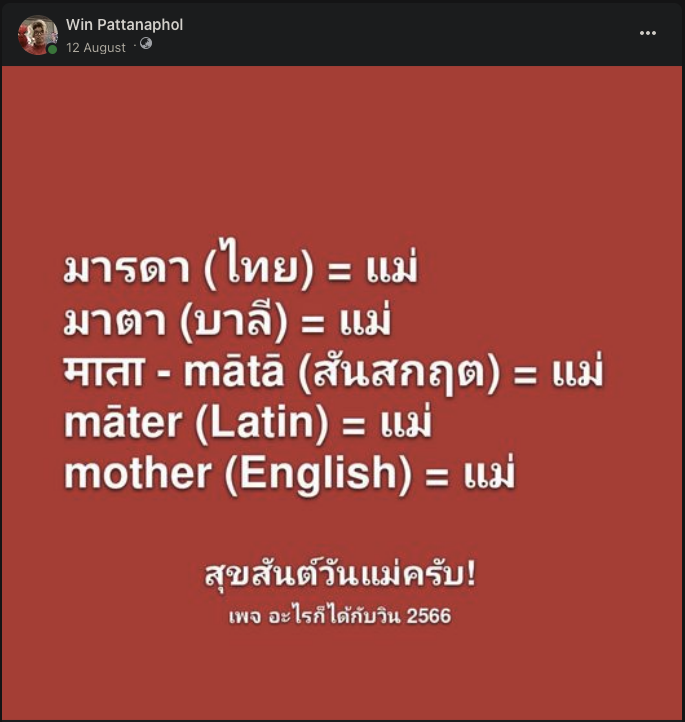 Win Pattanaphol
12 August ·
มารดา (ไทย) = แม่
มาตา (บาลี) = แม่
माता - mātā (สันสกฤต) = แม่
māter (Latin) = แม่
mother (English) = แม่
สุขสันต์วันแม่ครับ!
เพจ อะไรก็ได้กับวิน 2566